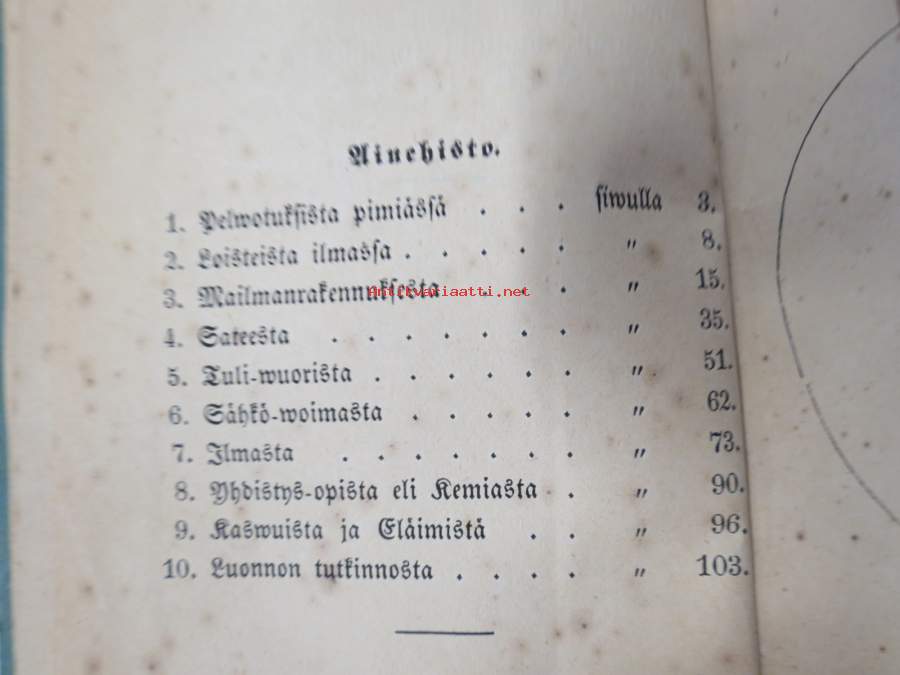 Ainehisto.
1. Pelwotuksista pimiässä . . . siwulla 3.
2. Loisteista ilmassa . . . . . " 8.
3. Mailmanrakennuksesta . . . " 15.
Antikvariaatti.net
4. Sateesta . . . . . . . " 35.
5. Tuli-wuorista . . . . . . " 51.
6. Sähkö-woimasta . . . . . " 62.
7. Ilmasta . . . . . . . " 73.
8. Yhdistys-opista eli Kemiasta . " 90.
9. Kaswuista ja Eläimistä . . " 96.
10. Luonnon tutkinnosta . . . . " 103.